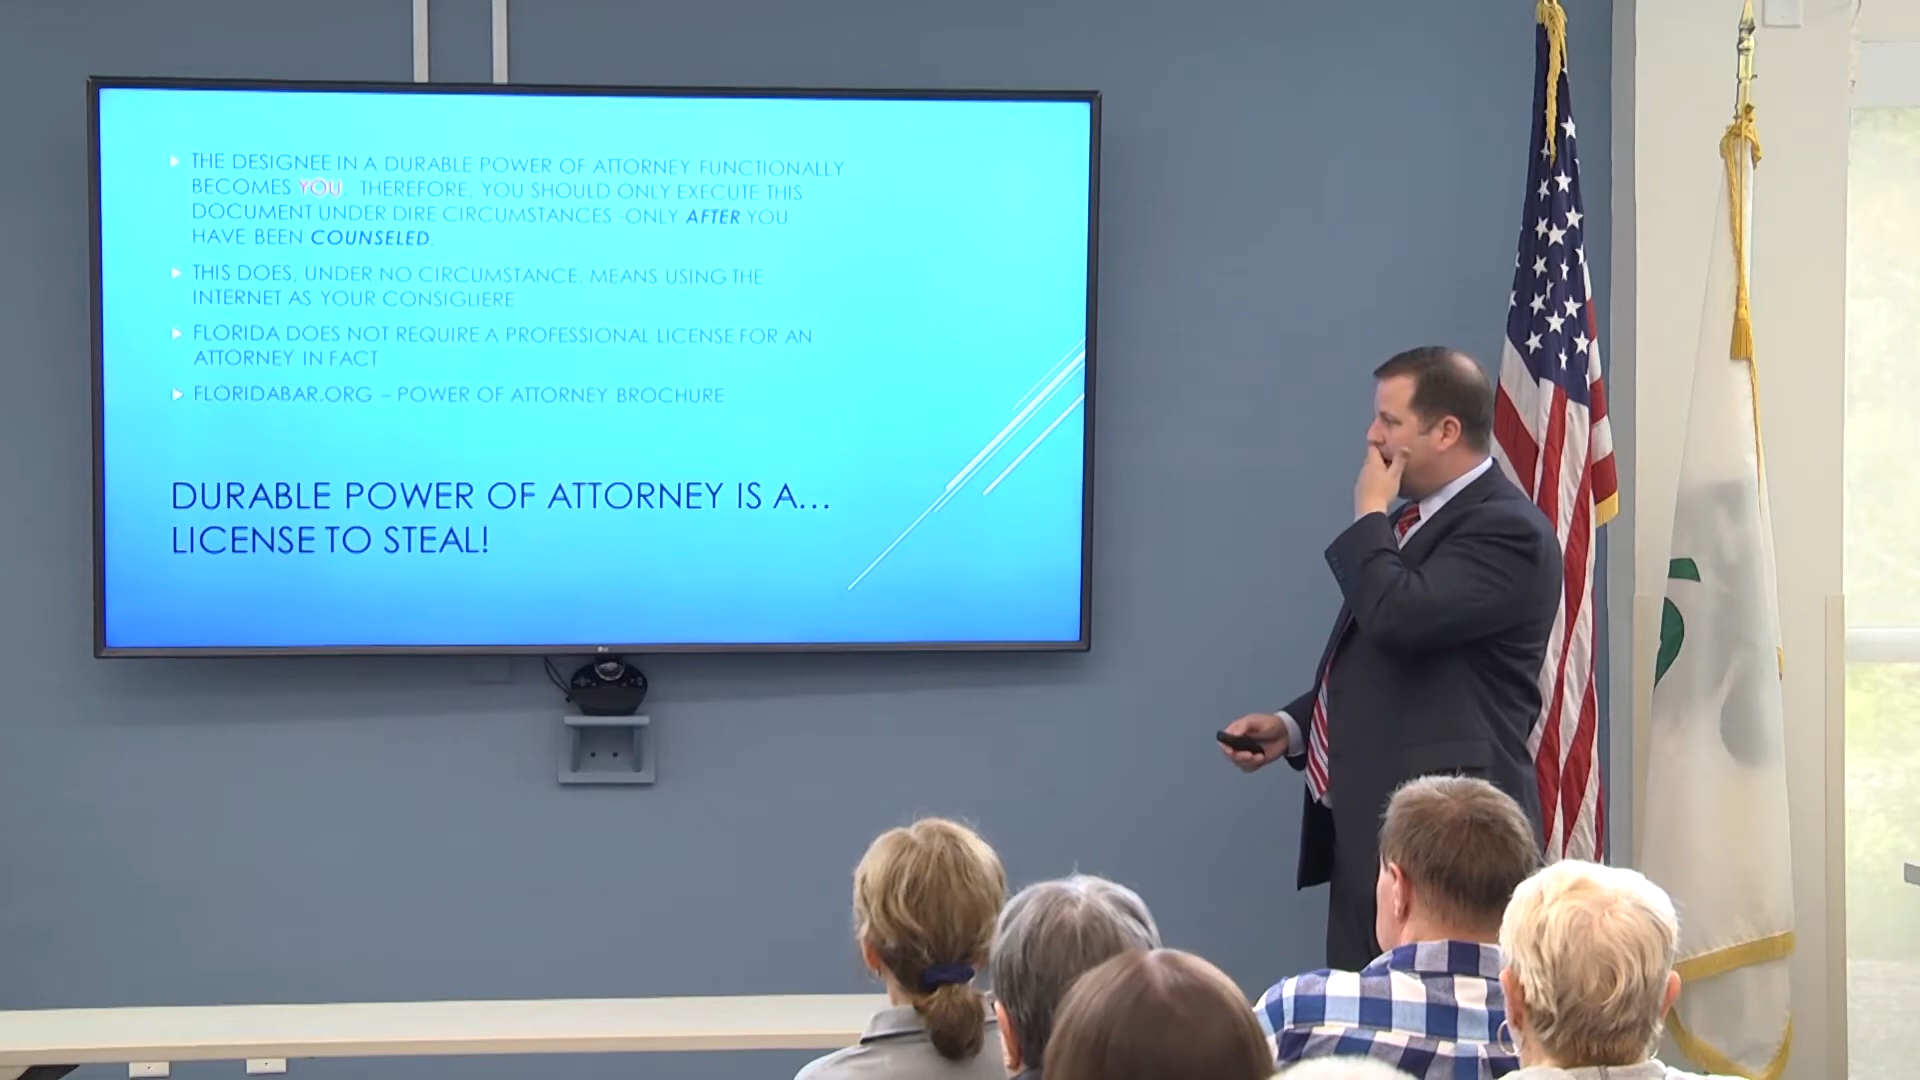 THE DESIGNEE IN A DURABLE POWER OF ATTORNEY FUNCTIONALLY
BECOMES YOU. THEREFORE, YOU SHOULD ONLY EXECUTE THIS
DOCUMENT UNDER DIRE CIRCUMSTANCES -ONLY AFTER YOU
HAVE BEEN COUNSELED.
THIS DOES, UNDER NO CIRCUMSTANCE, MEANS USING THE
INTERNET AS YOUR CONSIGLIERE
FLORIDA DOES NOT REQUIRE A PROFESSIONAL LICENSE FOR AN
ATTORNEY IN FACT
FLORIDABAR.ORG – POWER OF ATTORNEY BROCHURE
DURABLE POWER OF ATTORNEY IS A...
LICENSE TO STEAL!
LG